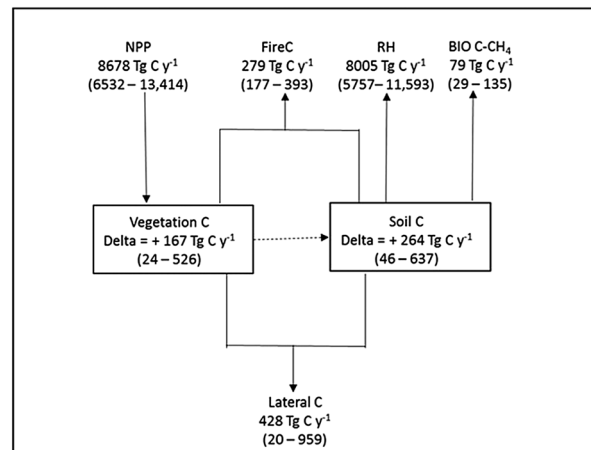 NPP
8678 Tg C y⁻¹
(6532 – 13,414)
FireC
279 Tg C y⁻¹
(177 – 393)
RH
8005 Tg C y⁻¹
(5757 – 11,593)
BIO C-CH₄
79 Tg C y⁻¹
(29 – 135)
Vegetation C
Delta = + 167 Tg C y⁻¹
(24 – 526)
Soil C
Delta = + 264 Tg C y⁻¹
(46 – 637)
Lateral C
428 Tg C y⁻¹
(20 – 959)